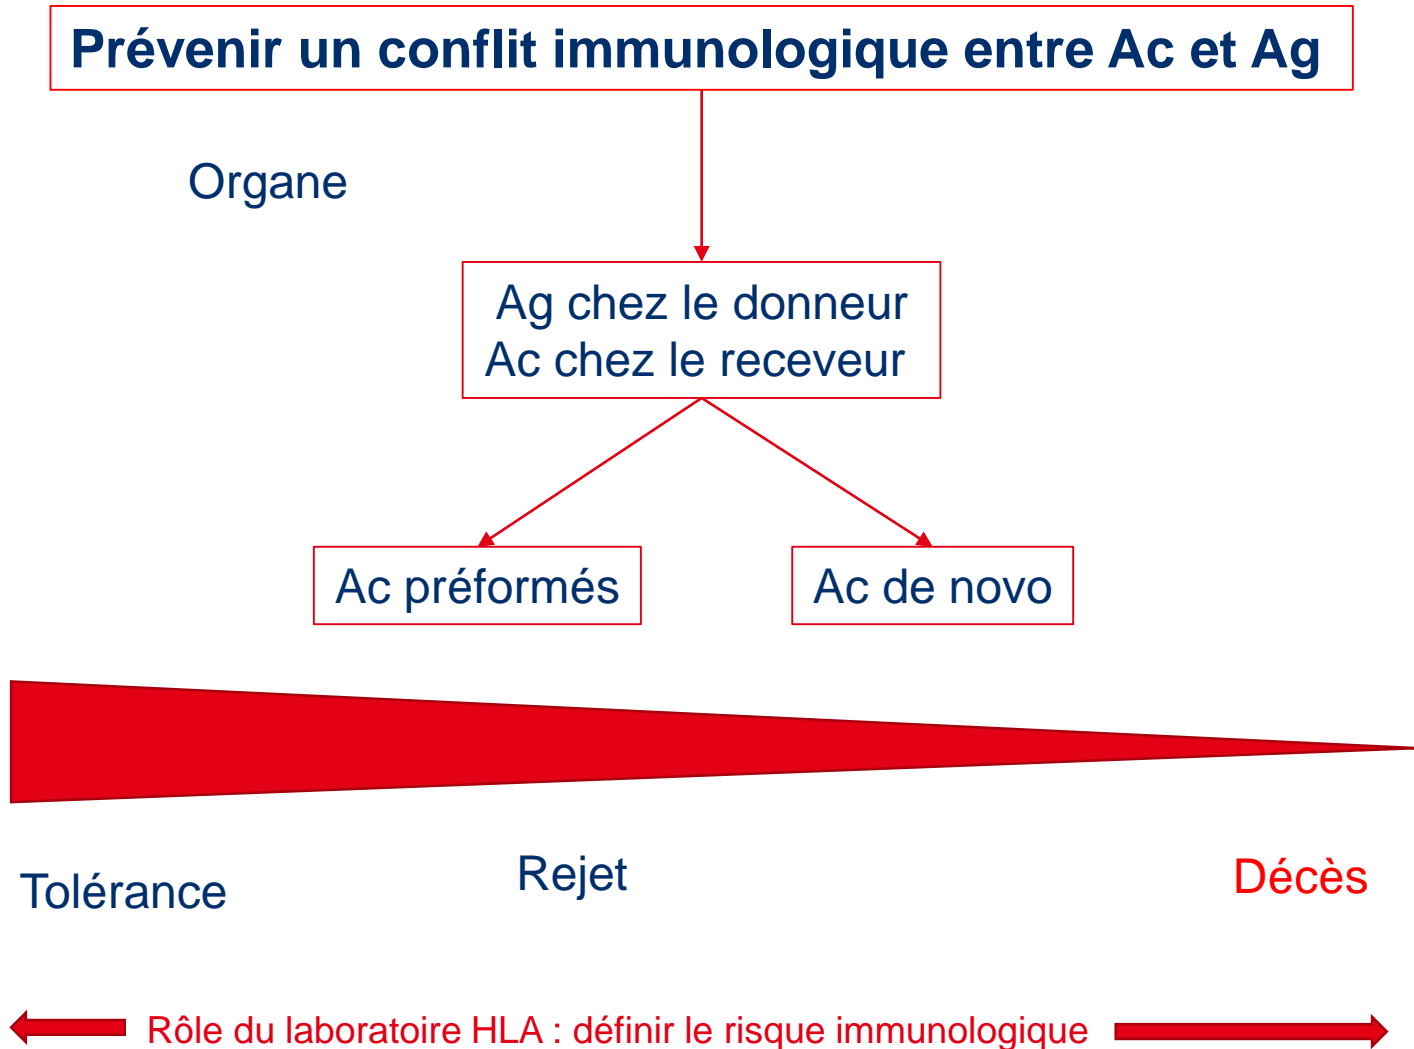 Prévenir un conflit immunologique entre Ac et Ag
Organe
Ag chez le donneur
Ac chez le receveur
Ac préformés
Ac de novo
Tolérance
Rejet
Décès
Rôle du laboratoire HLA : définir le risque immunologique